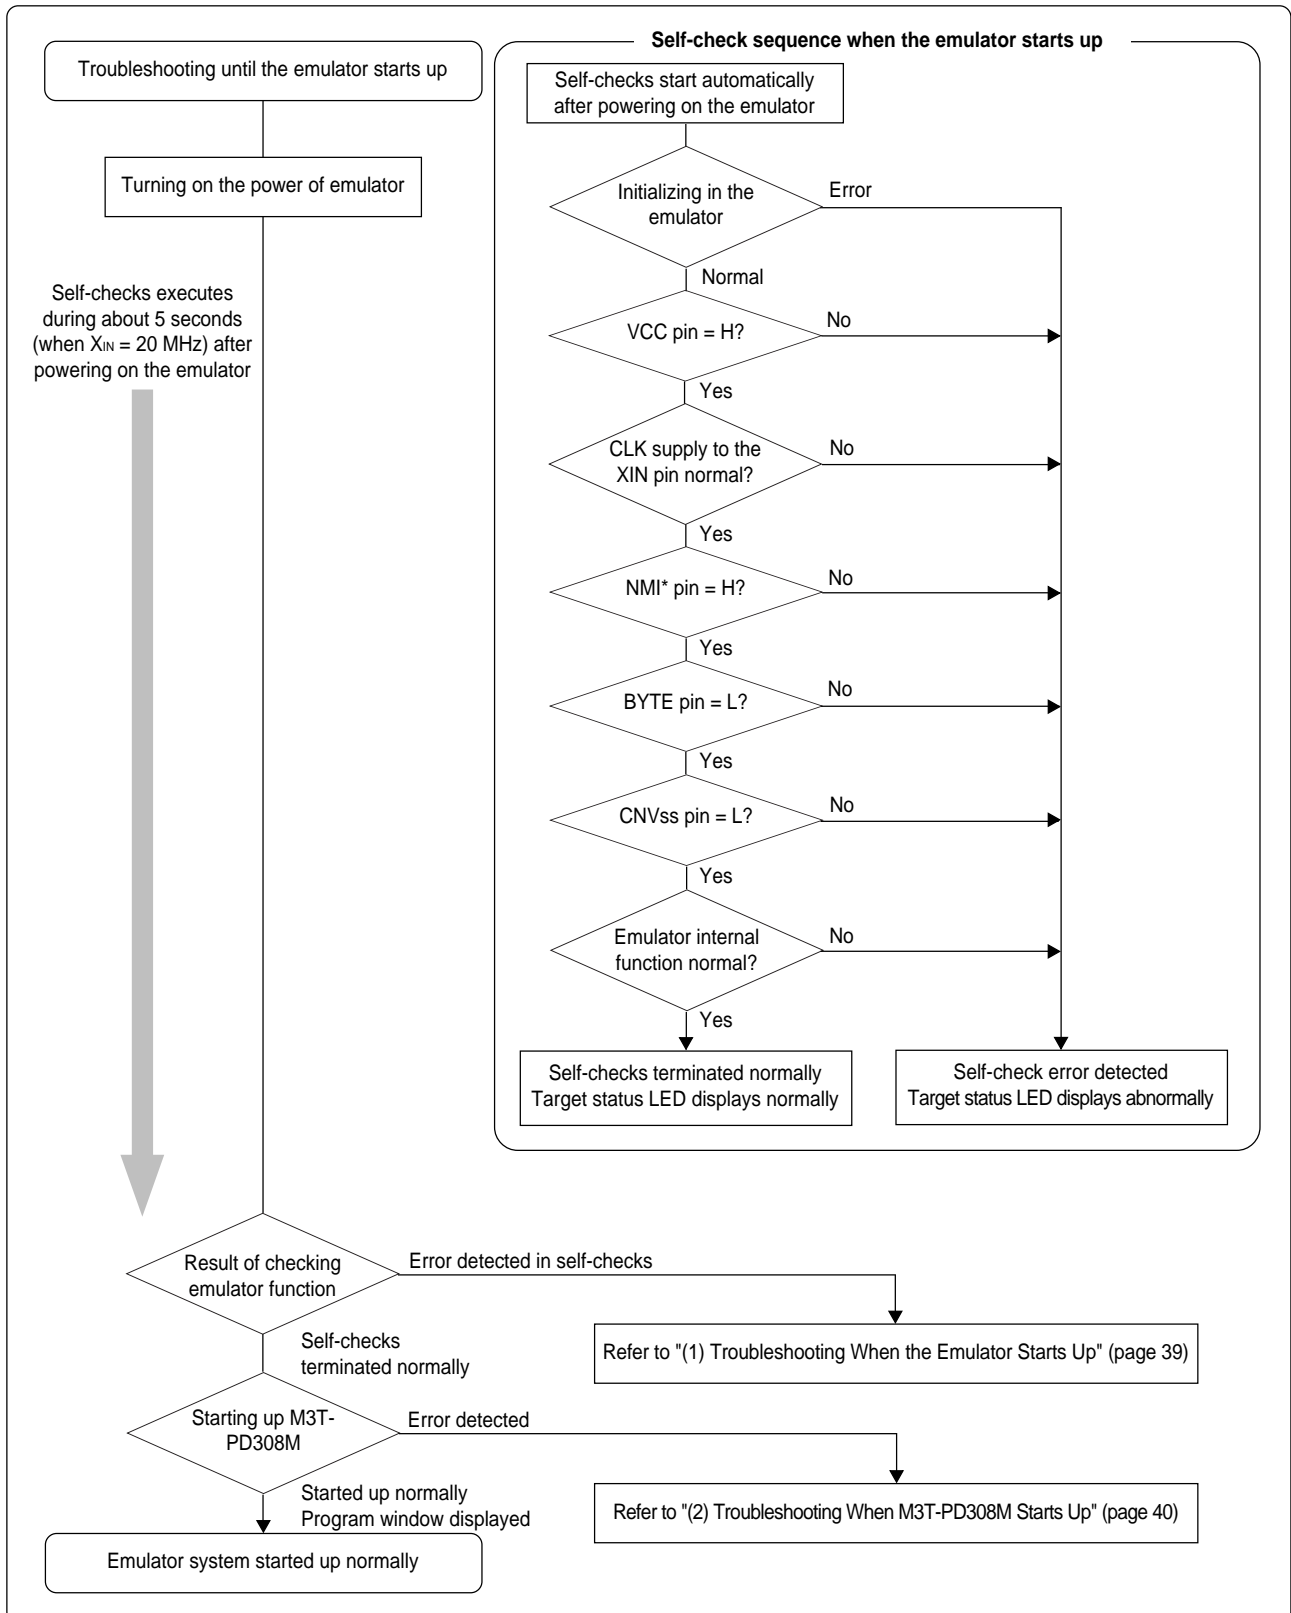 Troubleshooting until the emulator starts up
Turning on the power of emulator
Self-checks executes
during about 5 seconds
(when XIN = 20 MHz) after
powering on the emulator
Self-check sequence when the emulator starts up
Self-checks start automatically
after powering on the emulator
Initializing in the
emulator
Error
Normal
VCC pin = H?
No
Yes
CLK supply to the
XIN pin normal?
No
Yes
NMI* pin = H?
No
Yes
BYTE pin = L?
No
Yes
CNVss pin = L?
No
Yes
Emulator internal
function normal?
No
Yes
Self-checks terminated normally
Target status LED displays normally
Self-check error detected
Target status LED displays abnormally
Result of checking
emulator function
Error detected in self-checks
Refer to "(1) Troubleshooting When the Emulator Starts Up" (page 39)
Self-checks
terminated normally
Starting up M3T-
PD308M
Error detected
Refer to "(2) Troubleshooting When M3T-PD308M Starts Up" (page 40)
Started up normally
Program window displayed
Emulator system started up normally